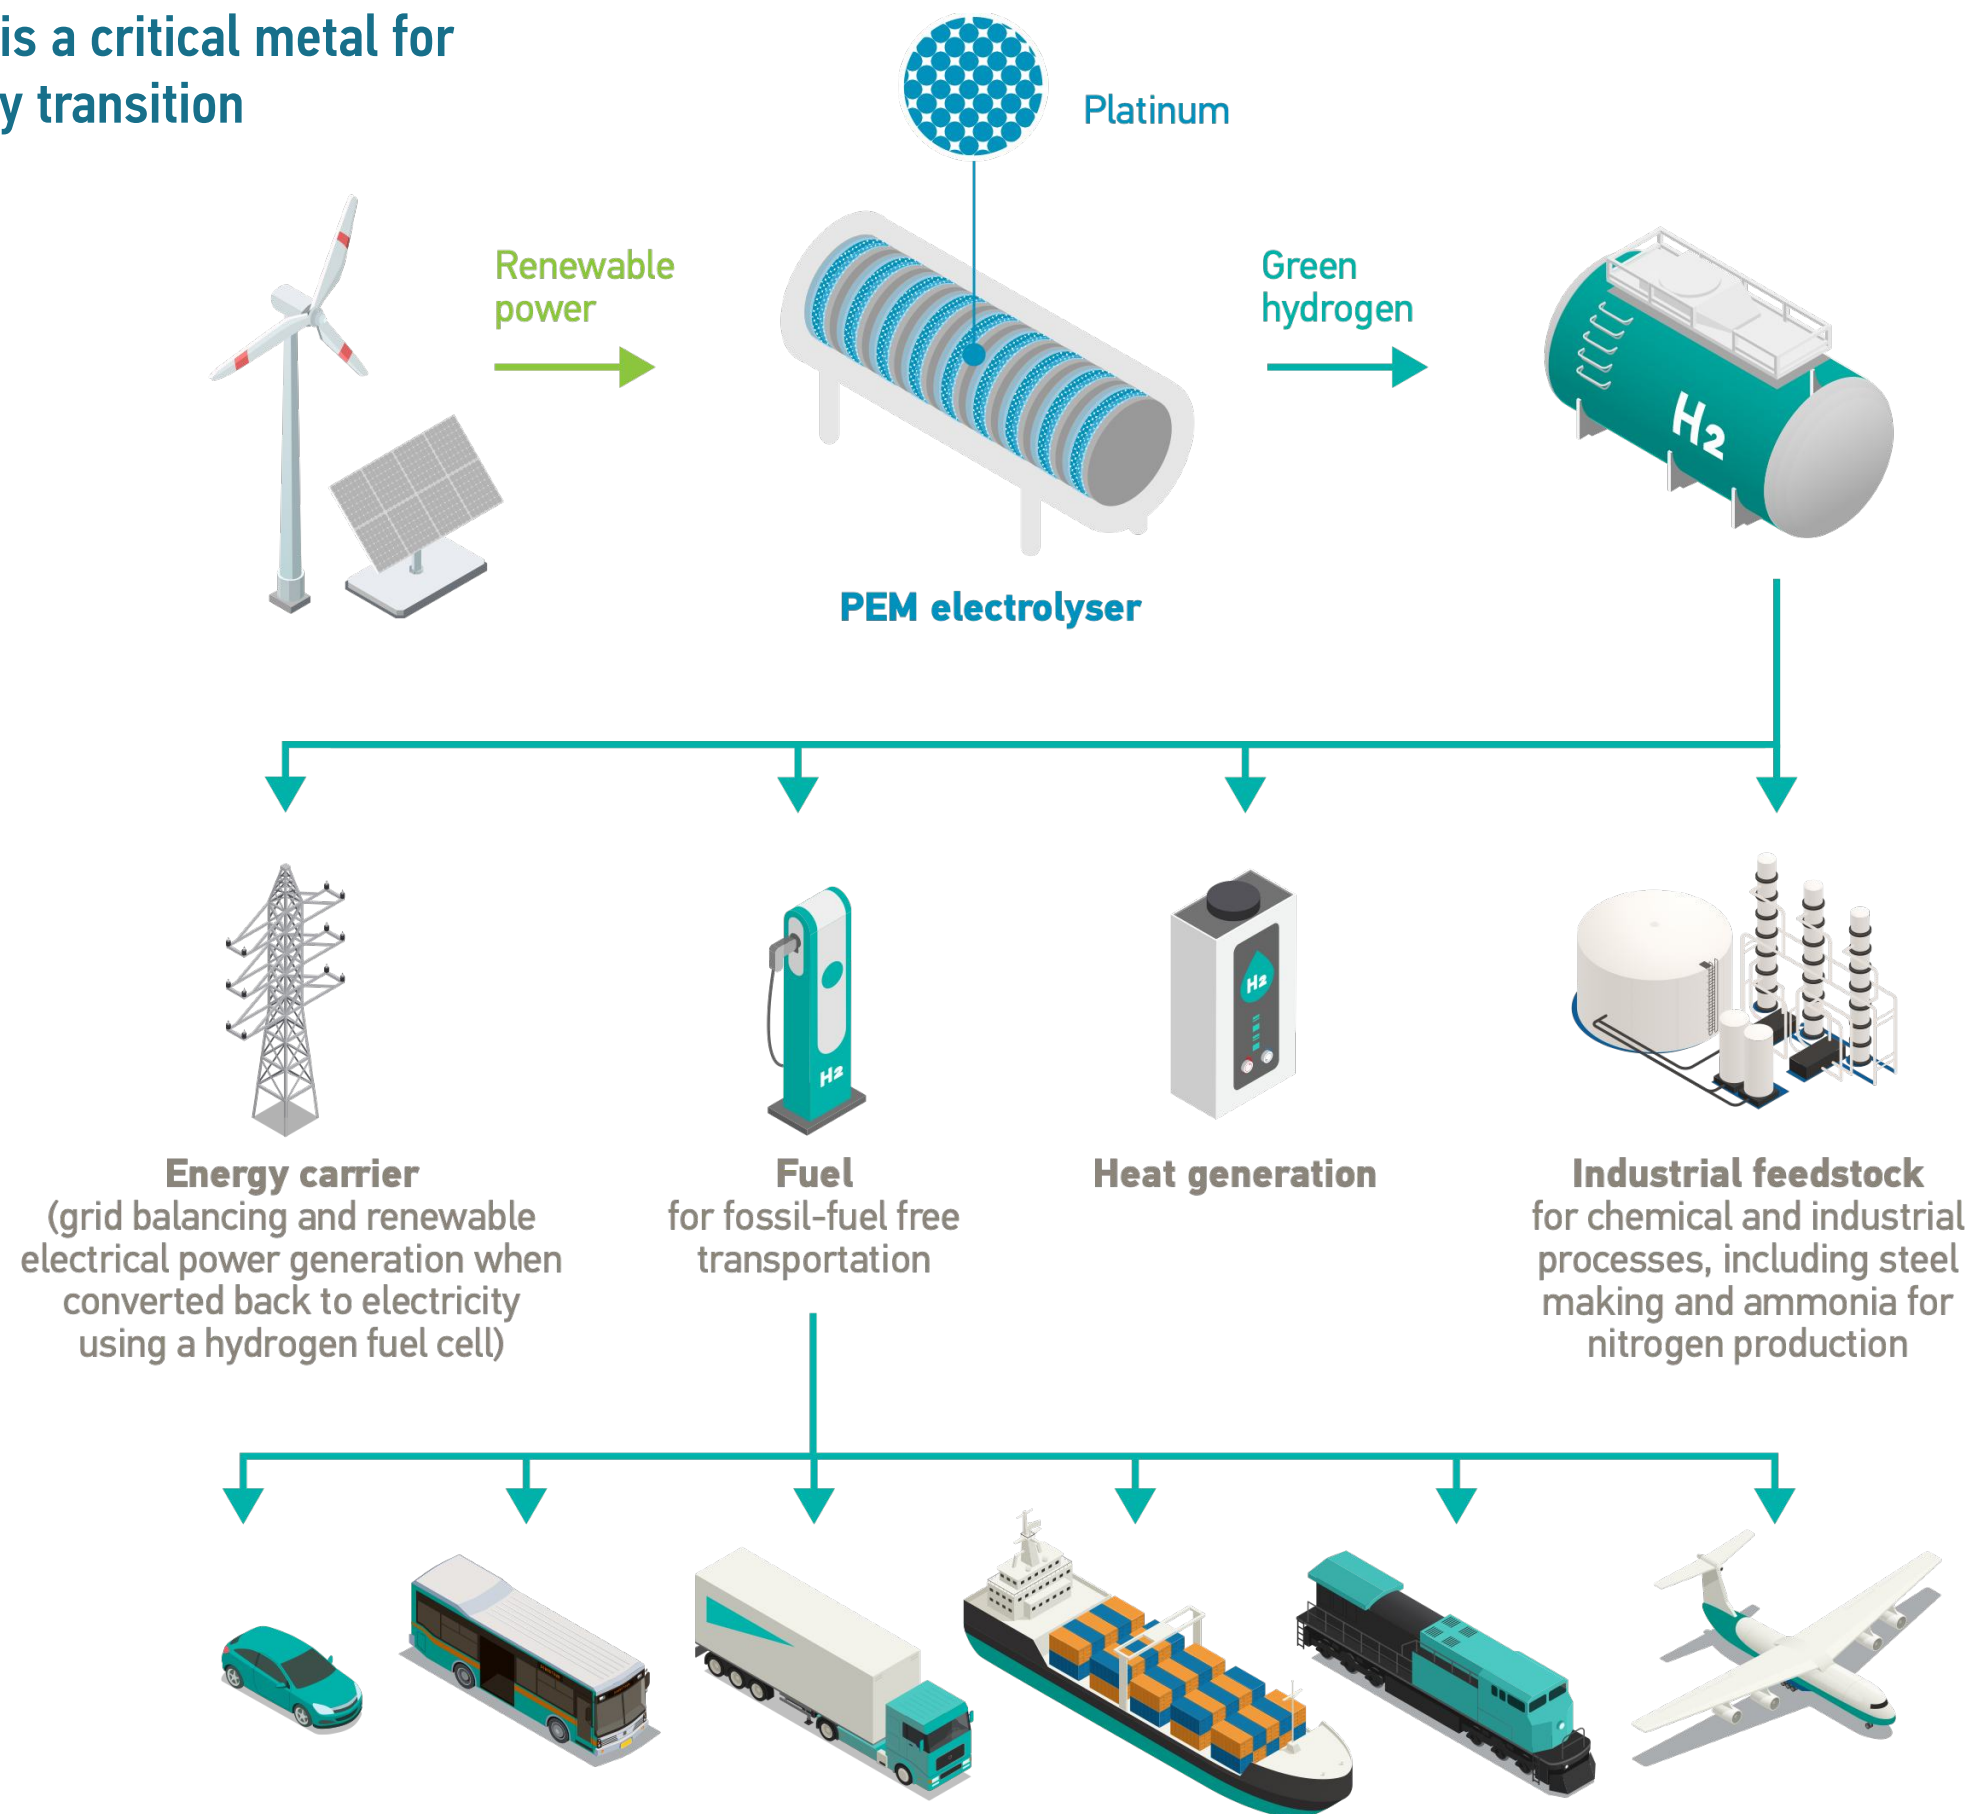 is a critical metal for
y transition
Platinum
Renewable
power
Green
hydrogen
H2
PEM electrolyser
H2
H2
Energy carrier
(grid balancing and renewable
electrical power generation when
converted back to electricity
using a hydrogen fuel cell)
Fuel
for fossil-fuel free
transportation
Heat generation
Industrial feedstock
for chemical and industrial
processes, including steel
making and ammonia for
nitrogen production